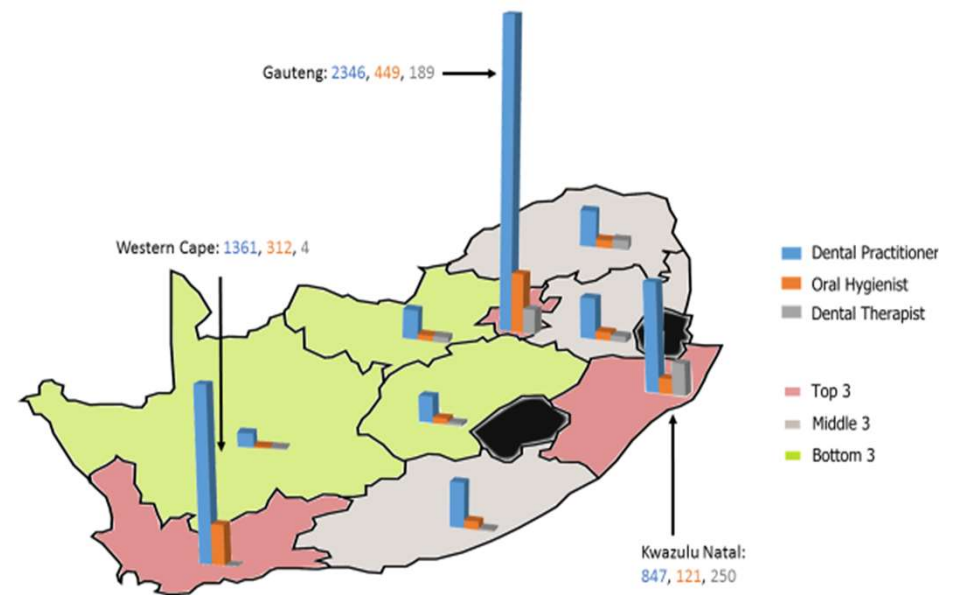 Gauteng: 2346, 449, 189
Western Cape: 1361, 312, 4
Dental Practitioner
Oral Hygienist
Dental Therapist
Top 3
Middle 3
Bottom 3
Kwazulu Natal:
847, 121, 250